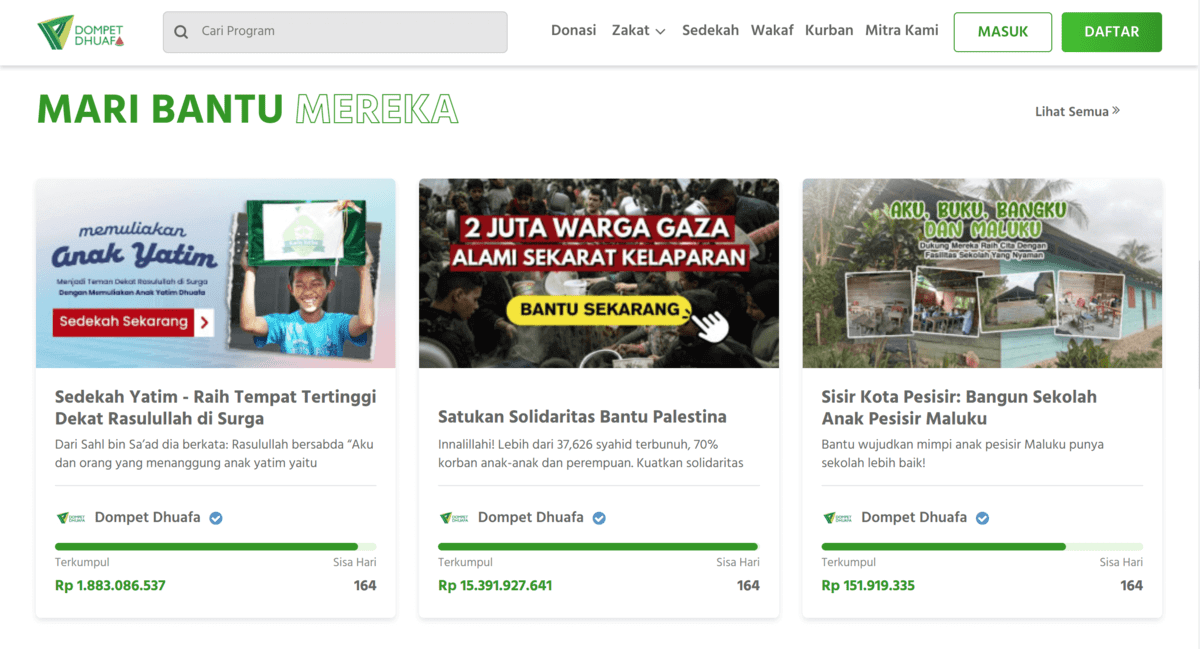 DOMPET
DHUAFA
Cari Program
Donasi
Zakat
Sedekah
Wakaf
Kurban
Mitra Kami
MASUK
DAFTAR
MARI BANTU MEREKA
Lihat Semua »
memuliakan
Anak Yatim
Menjadi Teman Dekat Rasulullah di Surga
Dengan Memuliakan Anak Yatim Dhuafa
Sedekah Sekarang
Sedekah Yatim - Raih Tempat Tertinggi
Dekat Rasulullah di Surga
Dari Sahl bin Sa’ad dia berkata: Rasulullah bersabda “Aku
dan orang yang menanggung anak yatim yaitu
Dompet Dhuafa
Terkumpul
Sisa Hari
Rp 1.883.086.537
164
2 JUTA WARGA GAZA
ALAMI SEKARAT KELAPARAN
BANTU SEKARANG
Satukan Solidaritas Bantu Palestina
Innalillahi! Lebih dari 37,626 syahid terbunuh, 70%
korban anak-anak dan perempuan. Kuatkan solidaritas
Dompet Dhuafa
Terkumpul
Sisa Hari
Rp 15.391.927.641
164
AKU, BUKU, BANGKU
DAN MALUKU
Dukung Mereka Raih Cita Dengan
Fasilitas Sekolah Yang Nyaman
Sisir Kota Pesisir: Bangun Sekolah
Anak Pesisir Maluku
Bantu wujudkan mimpi anak pesisir Maluku punya
sekolah lebih baik!
Dompet Dhuafa
Terkumpul
Sisa Hari
Rp 151.919.335
164